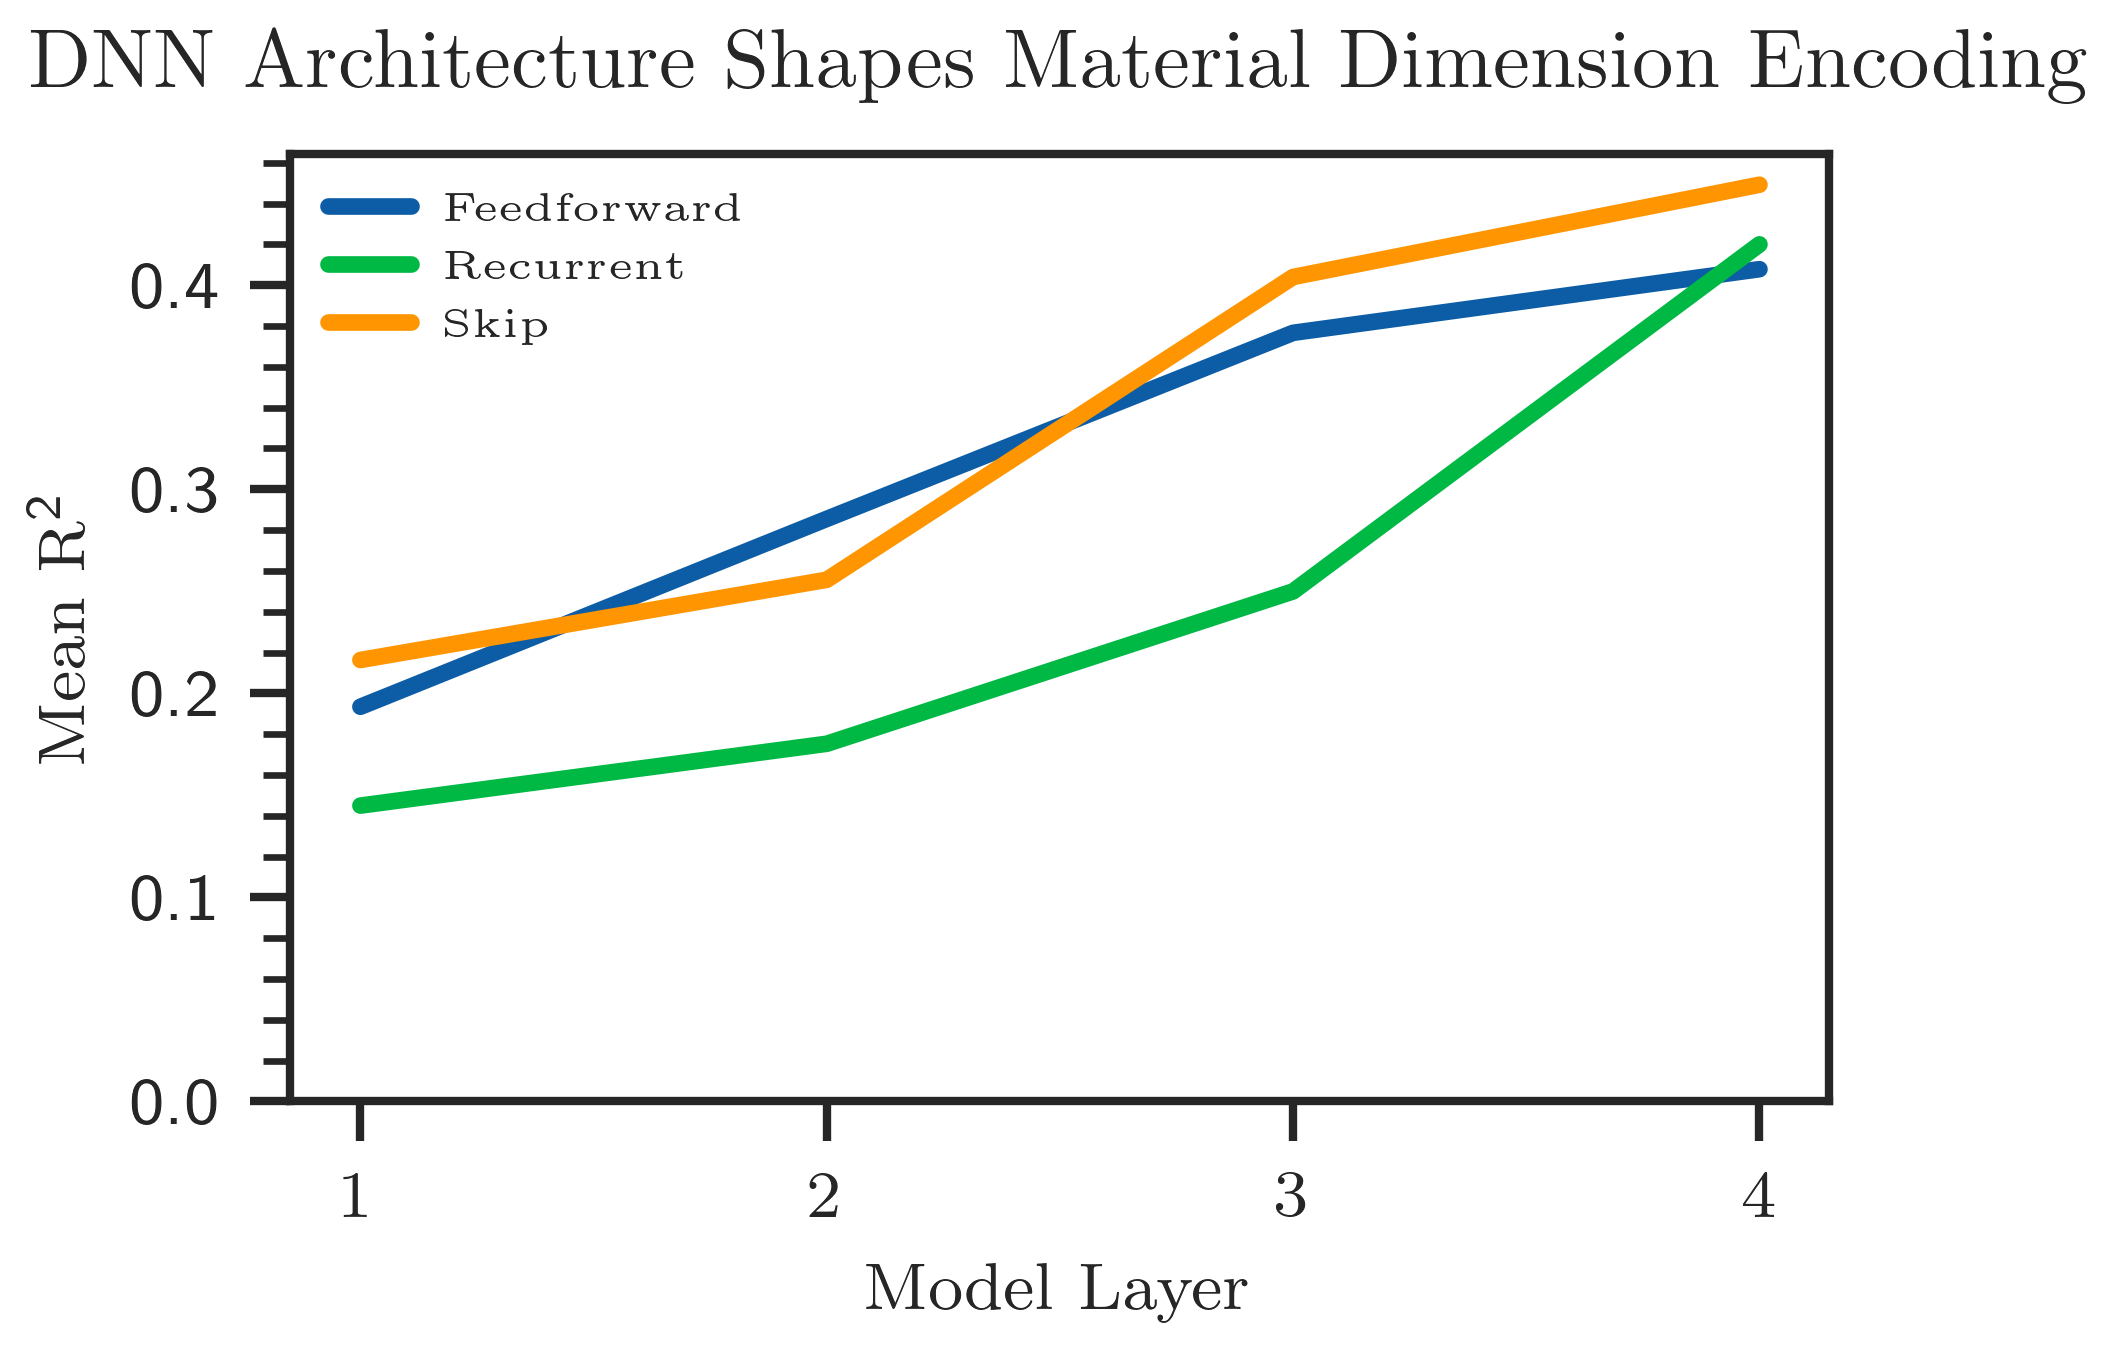 DNN Architecture Shapes Material Dimension Encoding
Feedforward
Recurrent
Skip
0.4
0.3
0.2
0.1
0.0
Mean R²
1 2 3 4
Model Layer